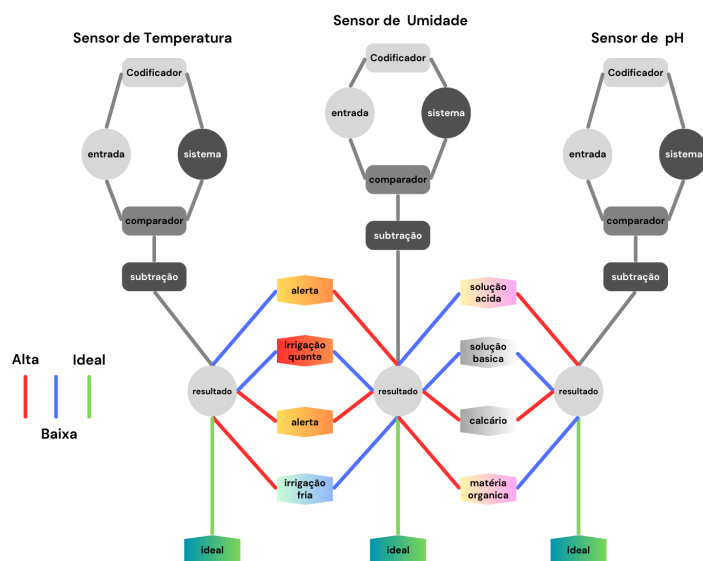 Sensor de Temperatura
Sensor de Umidade
Sensor de pH
Codificador
Codificador
Codificador
entrada
sistema
entrada
sistema
entrada
sistema
comparador
comparador
comparador
subtração
subtração
subtração
alerta
solução
acida
irrigação
quente
solução
basica
Alta
Ideal
Baixa
resultado
resultado
resultado
alerta
calcário
irrigação
fria
matéria
organica
ideal
ideal
ideal